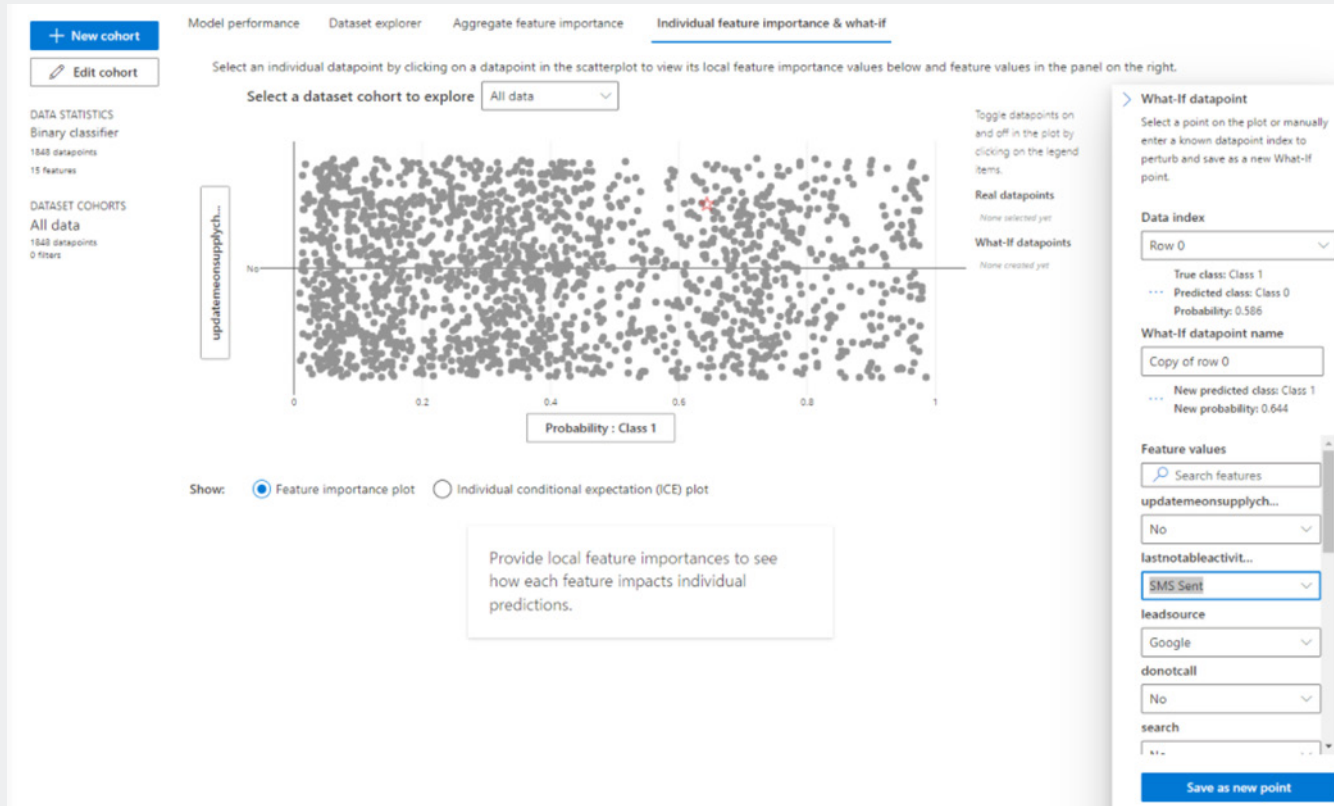 + New cohort
Edit cohort
DATA STATISTICS
Binary classifier
1848 datapoints
15 features
DATASET COHORTS
All data
1848 datapoints
0 filters
Model performance
Dataset explorer
Aggregate feature importance
Individual feature importance & what-if
Select an individual datapoint by clicking on a datapoint in the scatterplot to view its local feature importance values below and feature values in the panel on the right.
Select a dataset cohort to explore
All data
updatemeonsupplych...
No
0
0.2
0.4
0.6
0.8
1
Probability : Class 1
Toggle datapoints on
and off in the plot by
clicking on the legend
items.
Real datapoints
None selected yet
What-If datapoints
None created yet
Show:
Feature importance plot
Individual conditional expectation (ICE) plot
Provide local feature importances to see
how each feature impacts individual
predictions.
What-If datapoint
Select a point on the plot or manually
enter a known datapoint index to
perturb and save as a new What-If
point.
Data index
Row 0
True class: Class 1
Predicted class: Class 0
Probability: 0.586
What-If datapoint name
Copy of row 0
New predicted class: Class 1
New probability: 0.644
Feature values
Search features
updatemeonsupplych...
No
lastnotableactivit...
SMS Sent
leadsource
Google
donotcall
No
search
Save as new point